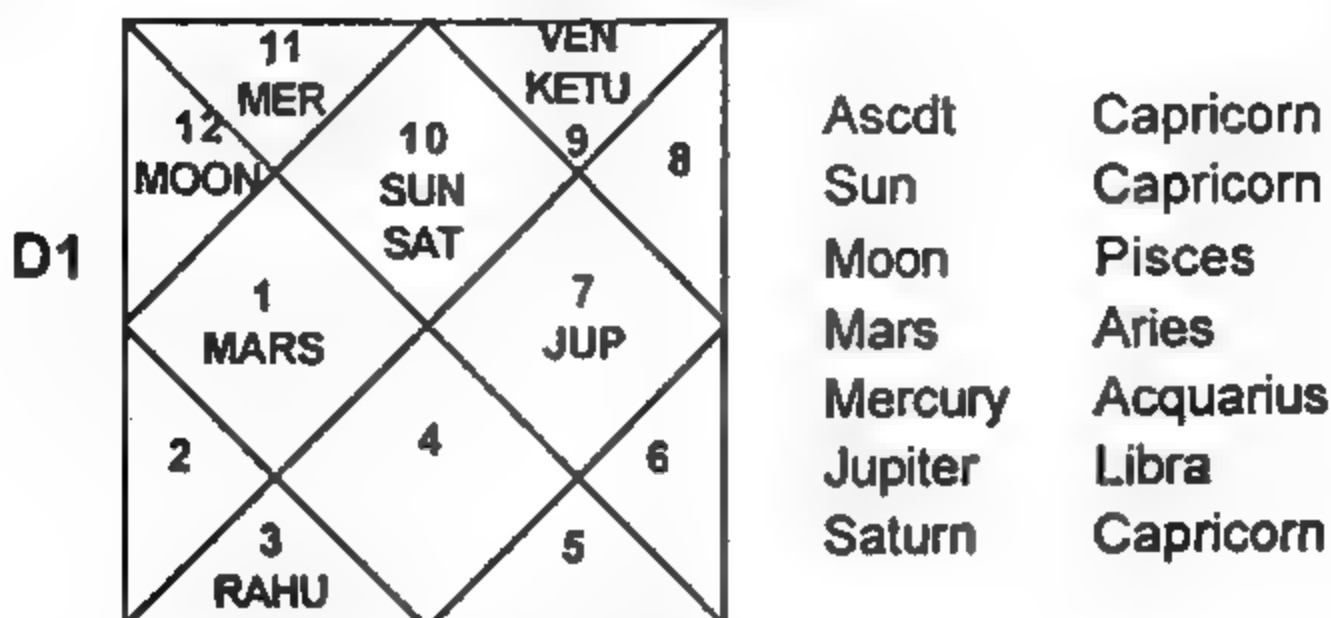 11
MER
VEN
KETU
9
12
MOON
10
SUN
SAT
8
D1
1
MARS
7
JUP
2
4
6
3
RAHU
5
Ascdt Capricorn
Sun Capricorn
Moon Pisces
Mars Aries
Mercury Acquarius
Jupiter Libra
Saturn Capricorn